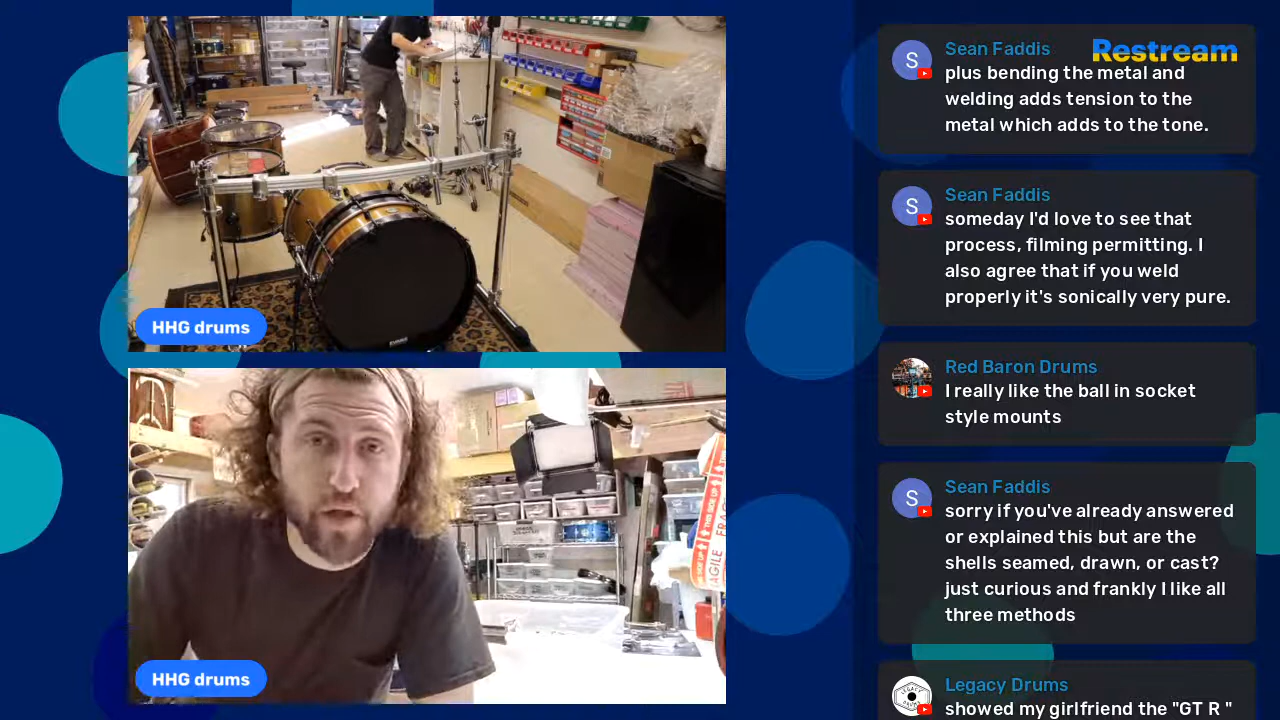 HHG drums
THIS SIDE UP
FRAGILE
HHG drums
Restream
S
Sean Faddis
plus bending the metal and
welding adds tension to the
metal which adds to the tone.
S
Sean Faddis
someday I'd love to see that
process, filming permitting. I
also agree that if you weld
properly it's sonically very pure.
Red Baron Drums
I really like the ball in socket
style mounts
S
Sean Faddis
sorry if you've already answered
or explained this but are the
shells seamed, drawn, or cast?
just curious and frankly I like all
three methods
Legacy Drums
showed my girlfriend the "GT R "